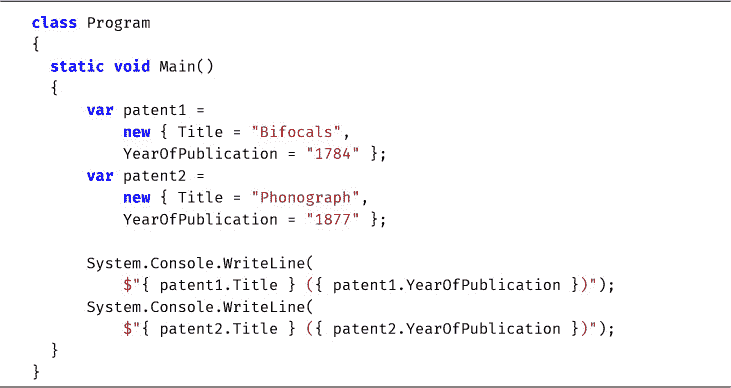 class Program
{
  static void Main()
  {
      var patent1 =
          new { Title = "Bifocals",
          YearOfPublication = "1784" };
      var patent2 =
          new { Title = "Phonograph",
          YearOfPublication = "1877" };

      System.Console.WriteLine(
          $"{ patent1.Title } ({ patent1.YearOfPublication })");
      System.Console.WriteLine(
          $"{ patent2.Title } ({ patent2.YearOfPublication })");
  }
}